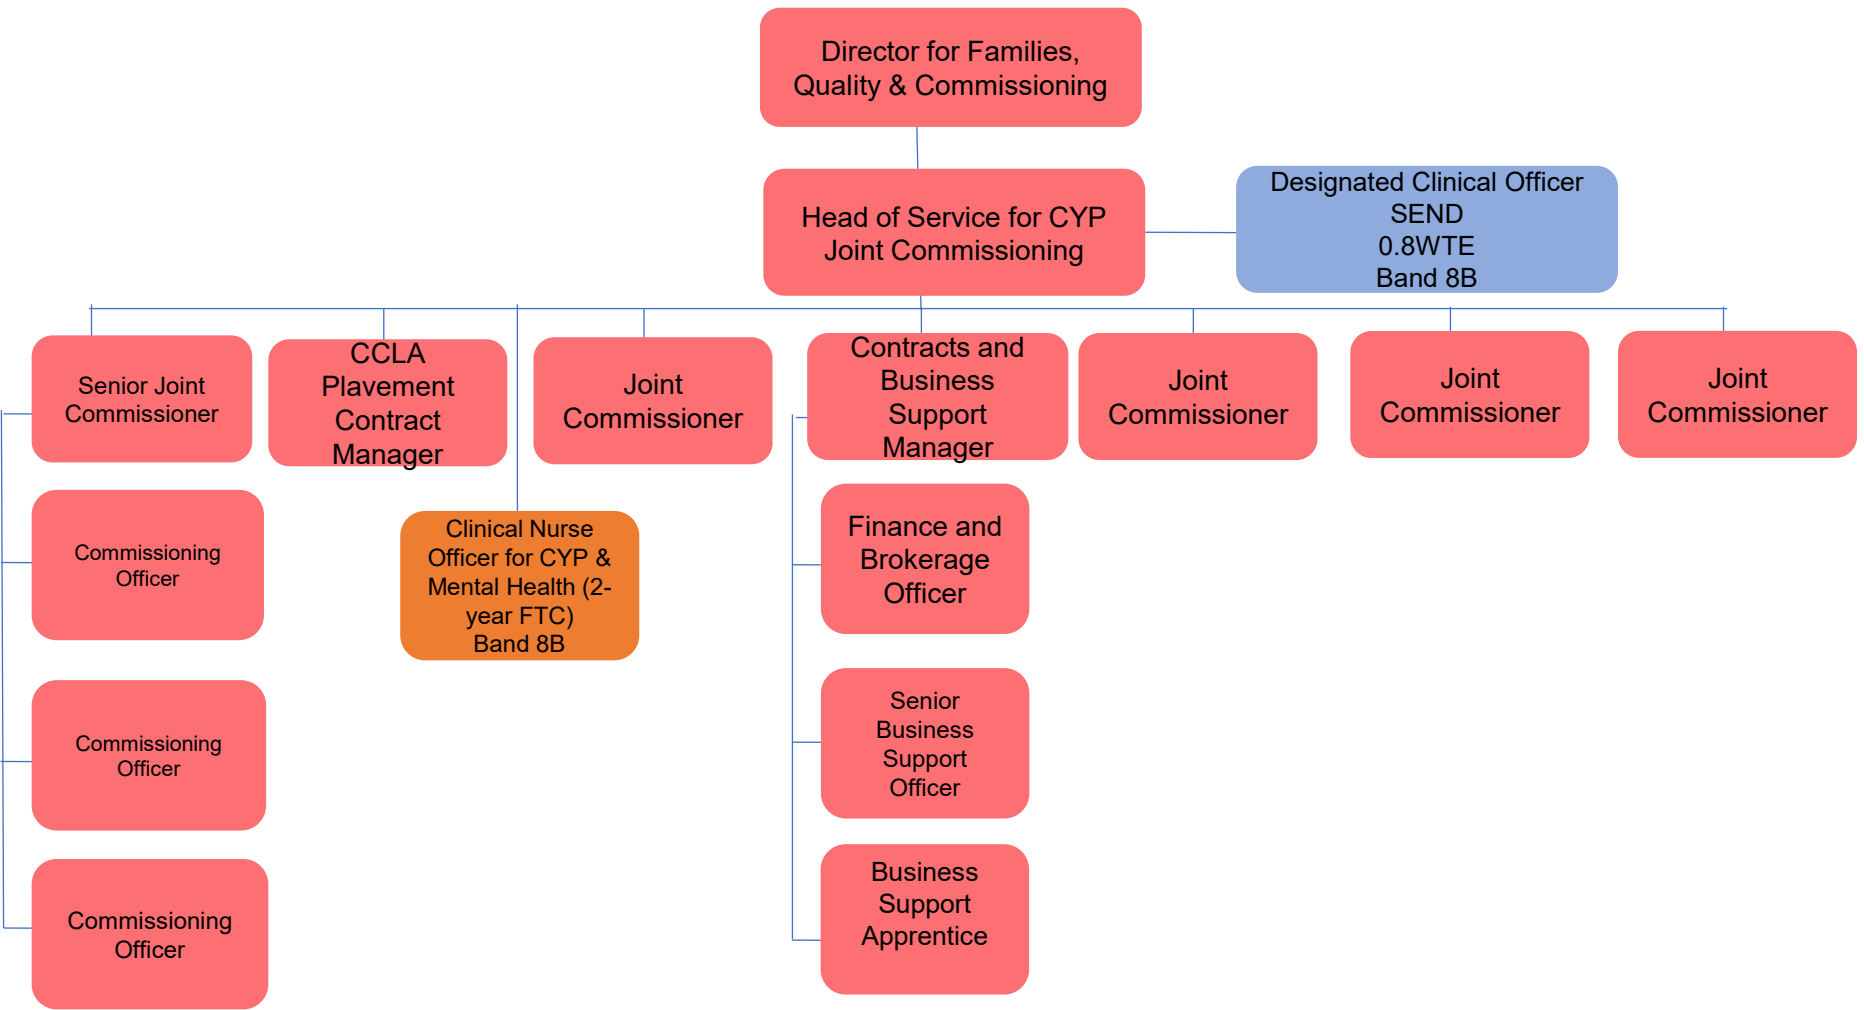 Director for Families,
Quality & Commissioning
Head of Service for CYP
Joint Commissioning
Designated Clinical Officer
SEND
0.8WTE
Band 8B
Senior Joint
Commissioner
CCLA
Plavement
Contract
Manager
Joint
Commissioner
Contracts and
Business
Support
Manager
Joint
Commissioner
Joint
Commissioner
Joint
Commissioner
Commissioning
Officer
Clinical Nurse
Officer for CYP &
Mental Health (2-
year FTC)
Band 8B
Finance and
Brokerage
Officer
Commissioning
Officer
Senior
Business
Support
Officer
Commissioning
Officer
Business
Support
Apprentice